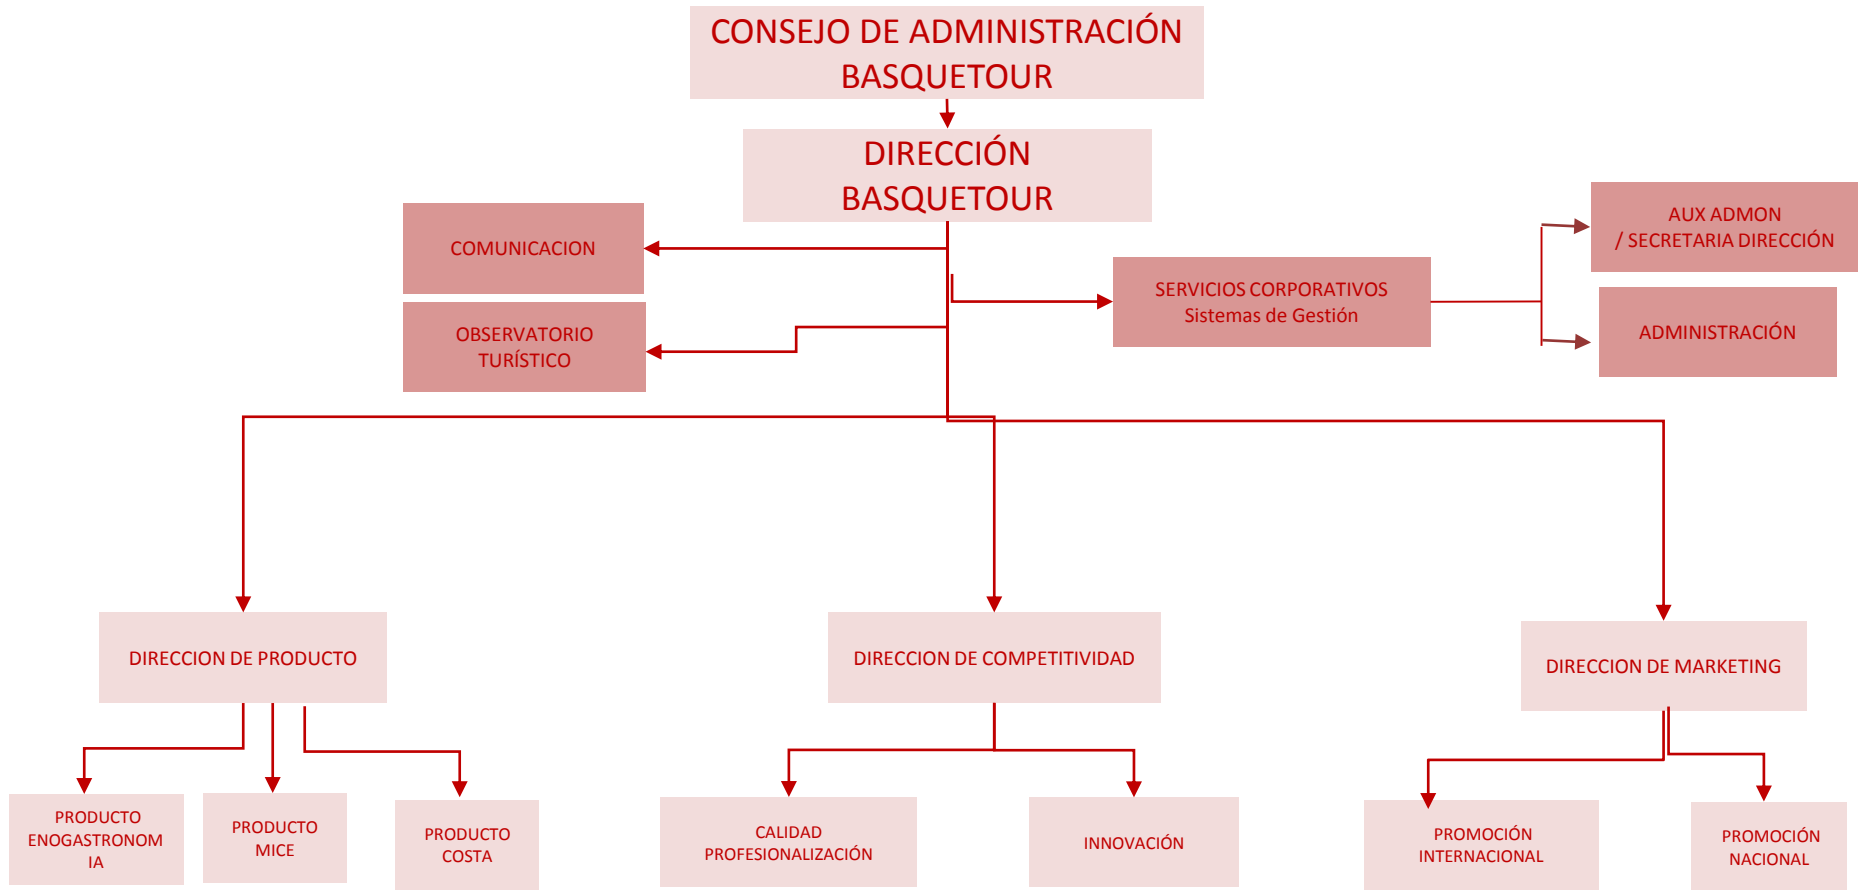 CONSEJO DE ADMINISTRACIÓN
BASQUETOUR
DIRECCIÓN
BASQUETOUR
COMUNICACION
AUX ADMON
/ SECRETARIA DIRECCIÓN
SERVICIOS CORPORATIVOS
Sistemas de Gestión
OBSERVATORIO
TURÍSTICO
ADMINISTRACIÓN
DIRECCION DE PRODUCTO
DIRECCION DE COMPETITIVIDAD
DIRECCION DE MARKETING
PRODUCTO
ENOGASTRONOM
IA
PRODUCTO
MICE
PRODUCTO
COSTA
CALIDAD
PROFESIONALIZACIÓN
INNOVACIÓN
PROMOCIÓN
INTERNACIONAL
PROMOCIÓN
NACIONAL